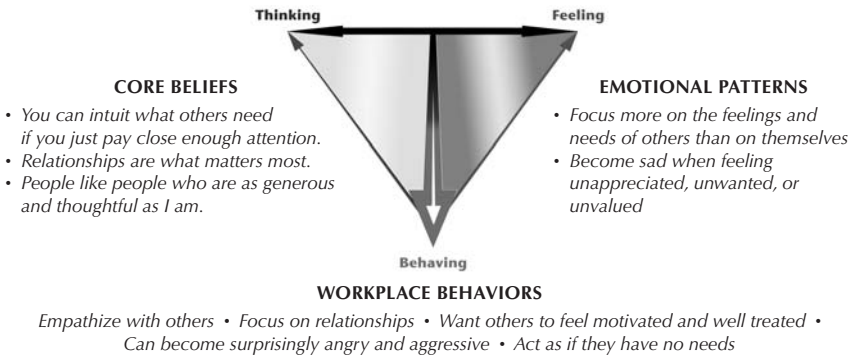 Thinking
Feeling
CORE BELIEFS
• You can intuit what others need
if you just pay close enough attention.
• Relationships are what matters most.
• People like people who are as generous
and thoughtful as I am.
EMOTIONAL PATTERNS
• Focus more on the feelings and
needs of others than on themselves
• Become sad when feeling
unappreciated, unwanted, or
unvalued
Behaving
WORKPLACE BEHAVIORS
Empathize with others • Focus on relationships • Want others to feel motivated and well treated •
Can become surprisingly angry and aggressive • Act as if they have no needs